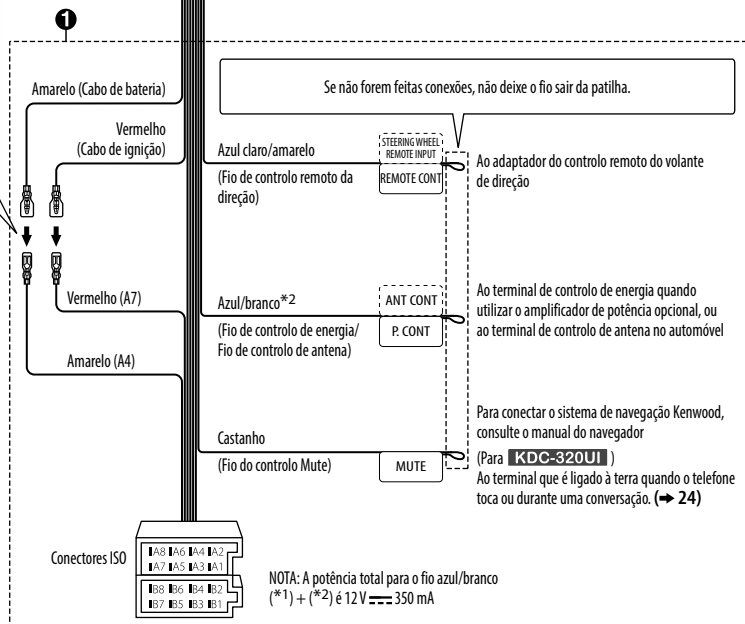 1
Amarelo (Cabo de bateria)
Vermelho
(Cabo de ignição)
Se não forem feitas conexões, não deixe o fio sair da patilha.
Azul claro/amarelo
(Fio de controlo remoto da
direção)
STEERING WHEEL
REMOTE INPUT
REMOTE CONT
Ao adaptador do controlo remoto do volante
de direção
Vermelho (A7)
Amarelo (A4)
Azul/branco*2
(Fio de controlo de energia/
Fio de controlo de antena)
ANT CONT
P. CONT
Ao terminal de controlo de energia quando
utilizar o amplificador de potência opcional, ou
ao terminal de controlo de antena no automóvel
Castanho
(Fio do controlo Mute)
MUTE
Para conectar o sistema de navegação Kenwood,
consulte o manual do navegador
(Para KDC-320UI )
Ao terminal que é ligado à terra quando o telefone
toca ou durante uma conversação. (➔ 24)
Conectores ISO
A8 A6 A4 A2
A7 A5 A3 A1
B8 B6 B4 B2
B7 B5 B3 B1
NOTA: A potência total para o fio azul/branco
(*1) + (*2) é 12 V ⎓ 350 mA